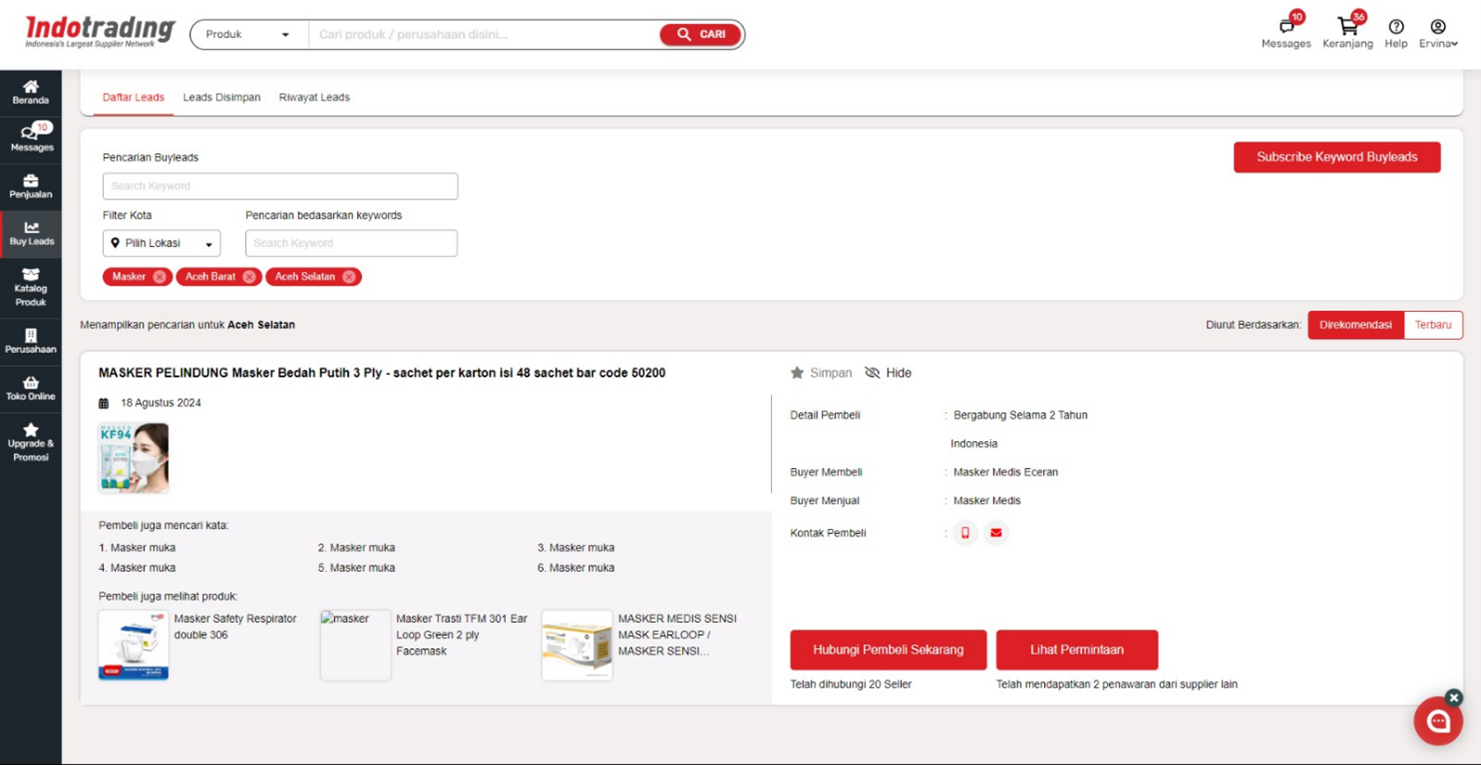 Indotrading
Indonesia's Largest Supplier Network
Produk
Cari produk / perusahaan disini...
CARI
10
Messages
36
Keranjang
Help
Ervina
Beranda
10
Messages
Penjualan
Buy Leads
Katalog
Produk
Perusahaan
Toko Online
Upgrade &
Promosi
Daftar Leads
Leads Disimpan
Riwayat Leads
Pencarian Buyleads
Subscribe Keyword Buyleads
Search Keyword
Filter Kota
Pencarian bedasarkan keywords
Pilih Lokasi
Search Keyword
Masker
Aceh Barat
Aceh Selatan
Menampilkan pencarian untuk Aceh Selatan
Diurut Berdasarkan:
Direkomendasi
Terbaru
MASKER PELINDUNG Masker Bedah Putih 3 Ply - sachet per karton isi 48 sachet bar code 50200
18 Agustus 2024
KF94
Pembeli juga mencari kata:
1. Masker muka
2. Masker muka
3. Masker muka
4. Masker muka
5. Masker muka
6. Masker muka
Pembeli juga melihat produk:
Masker Safety Respirator
double 306
masker
Masker Trasti TFM 301 Ear
Loop Green 2 ply
Facemask
MASKER MEDIS SENSI
MASK EARLOOP /
MASKER SENSI...
Simpan
Hide
Detail Pembeli
: Bergabung Selama 2 Tahun
Indonesia
Buyer Membeli
: Masker Medis Eceran
Buyer Menjual
: Masker Medis
Kontak Pembeli
:
Hubungi Pembeli Sekarang
Lihat Permintaan
Telah dihubungi 20 Seller
Telah mendapatkan 2 penawaran dari supplier lain